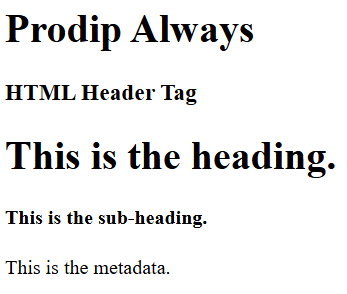 Prodip Always
HTML Header Tag
This is the heading.
This is the sub-heading.
This is the metadata.